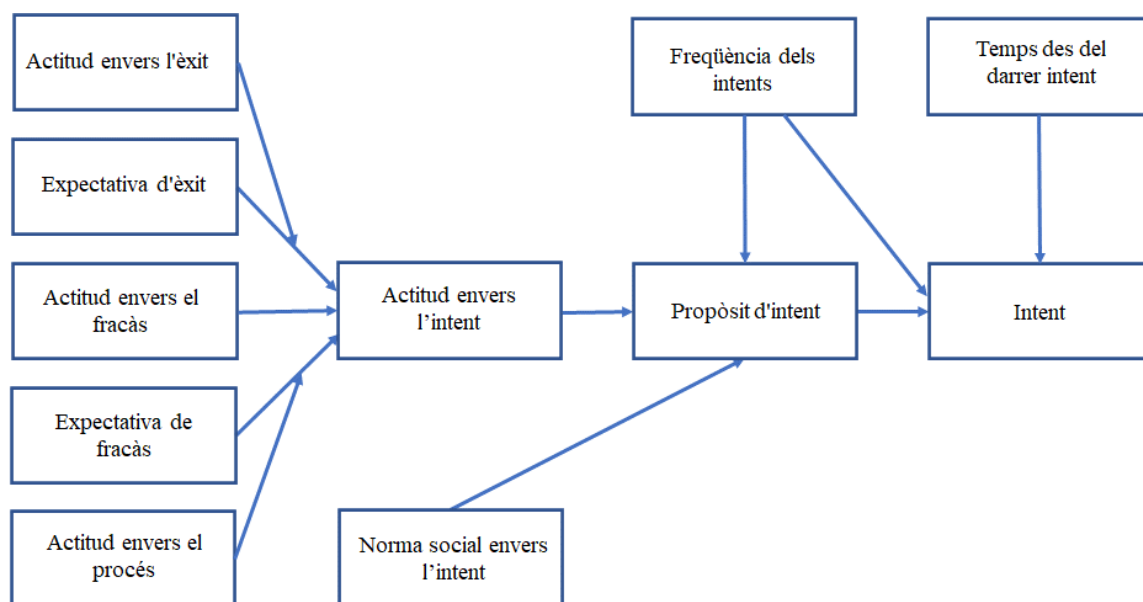 Actitud envers l'èxit
Expectativa d'èxit
Actitud envers el
fracàs
Expectativa de
fracàs
Actitud envers el
procés
Actitud envers
l’intent
Norma social envers
l’intent
Freqüència dels
intents
Propòsit d'intent
Temps des del
darrer intent
Intent